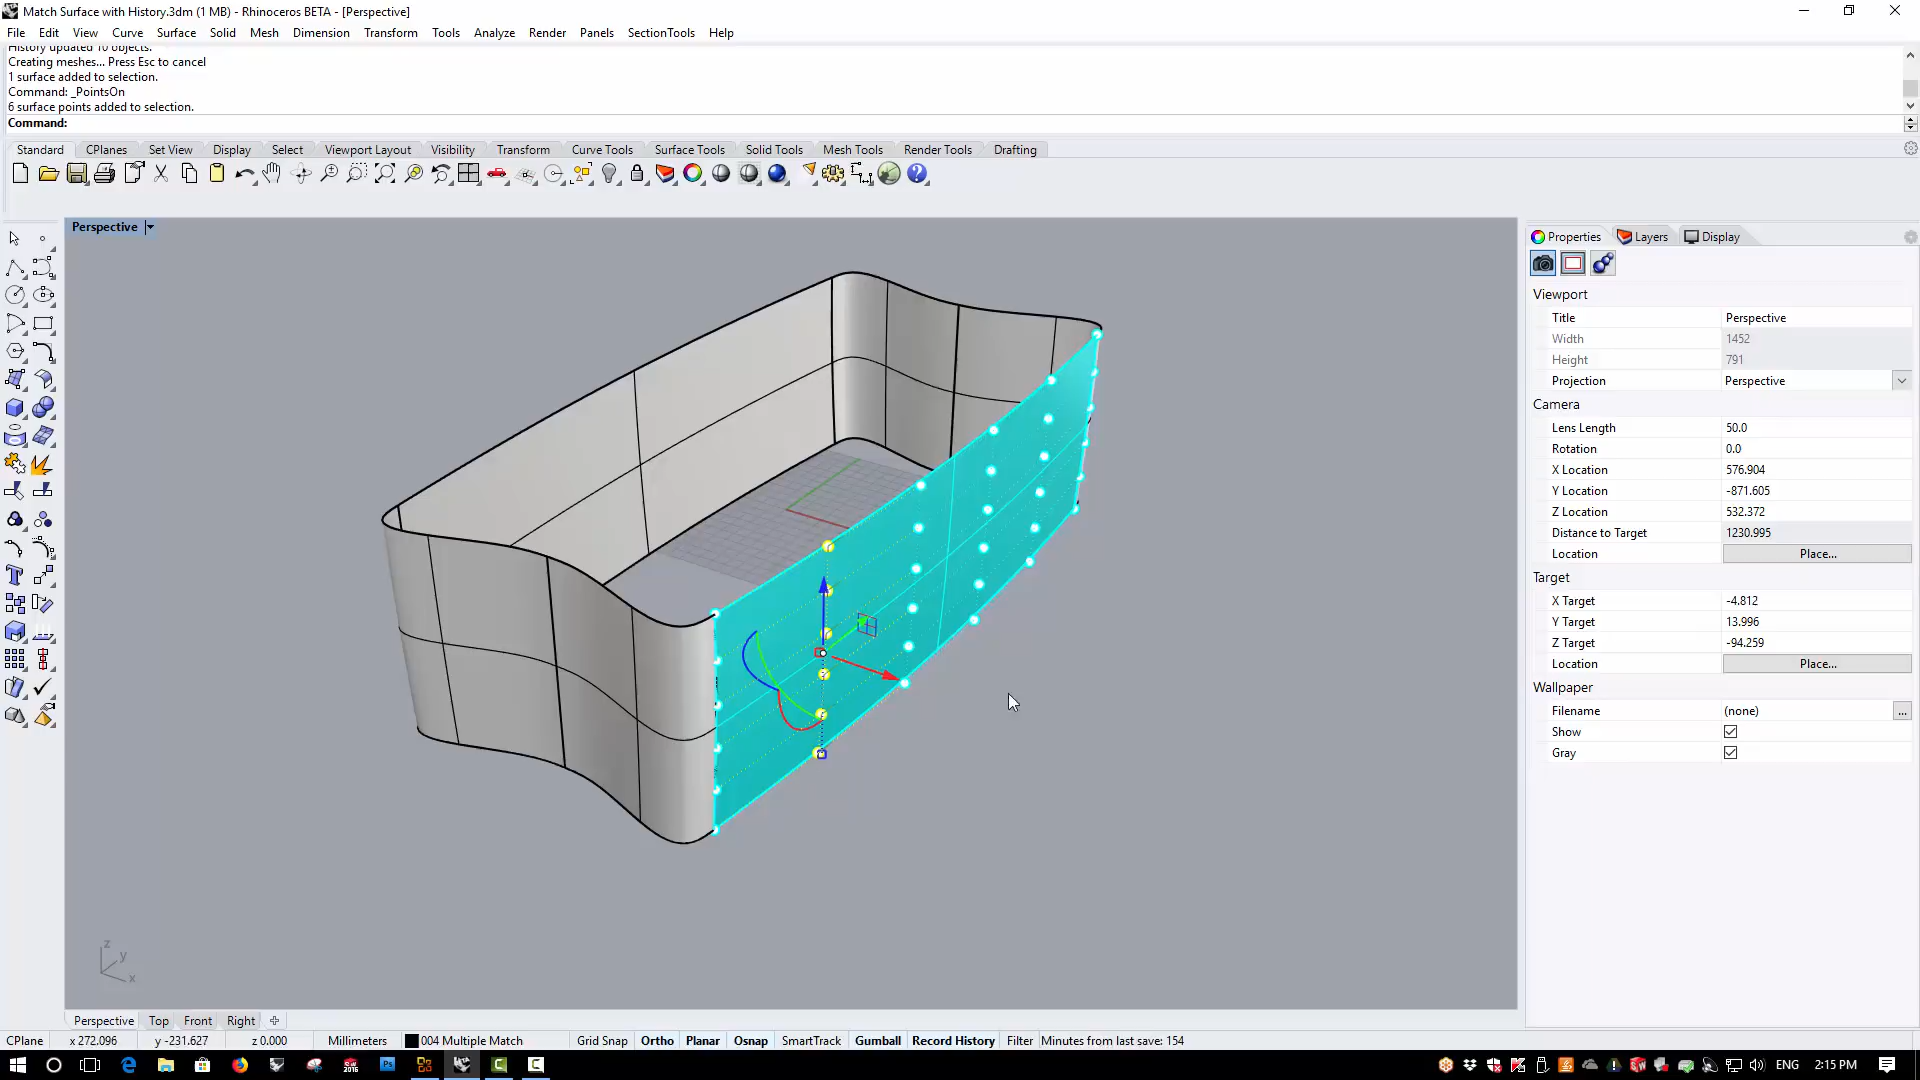 Match Surface with History.3dm (1 MB) - Rhinoceros BETA - [Perspective]
File Edit View Curve Surface Solid Mesh Dimension Transform Tools Analyze Render Panels SectionTools Help
History updated 10 objects.
Creating meshes... Press Esc to cancel
1 surface added to selection.
Command: _PointsOn
6 surface points added to selection.
Command:
Standard CPlanes Set View Display Select Viewport Layout Visibility Transform Curve Tools Surface Tools Solid Tools Mesh Tools Render Tools Drafting
Perspective
Properties Layers Display
Viewport
Title Perspective
Width 1452
Height 791
Projection Perspective
Camera
Lens Length 50.0
Rotation 0.0
X Location 576.904
Y Location -871.605
Z Location 532.372
Distance to Target 1230.995
Location Place...
Target
X Target -4.812
Y Target 13.996
Z Target -94.259
Location Place...
Wallpaper
Filename (none) ...
Show
Gray
z
y
x
Perspective Top Front Right
CPlane x 272.096 y -231.627 z 0.000 Millimeters 004 Multiple Match Grid Snap Ortho Planar Osnap SmartTrack Gumball Record History Filter Minutes from last save: 154
ENG 2:15 PM